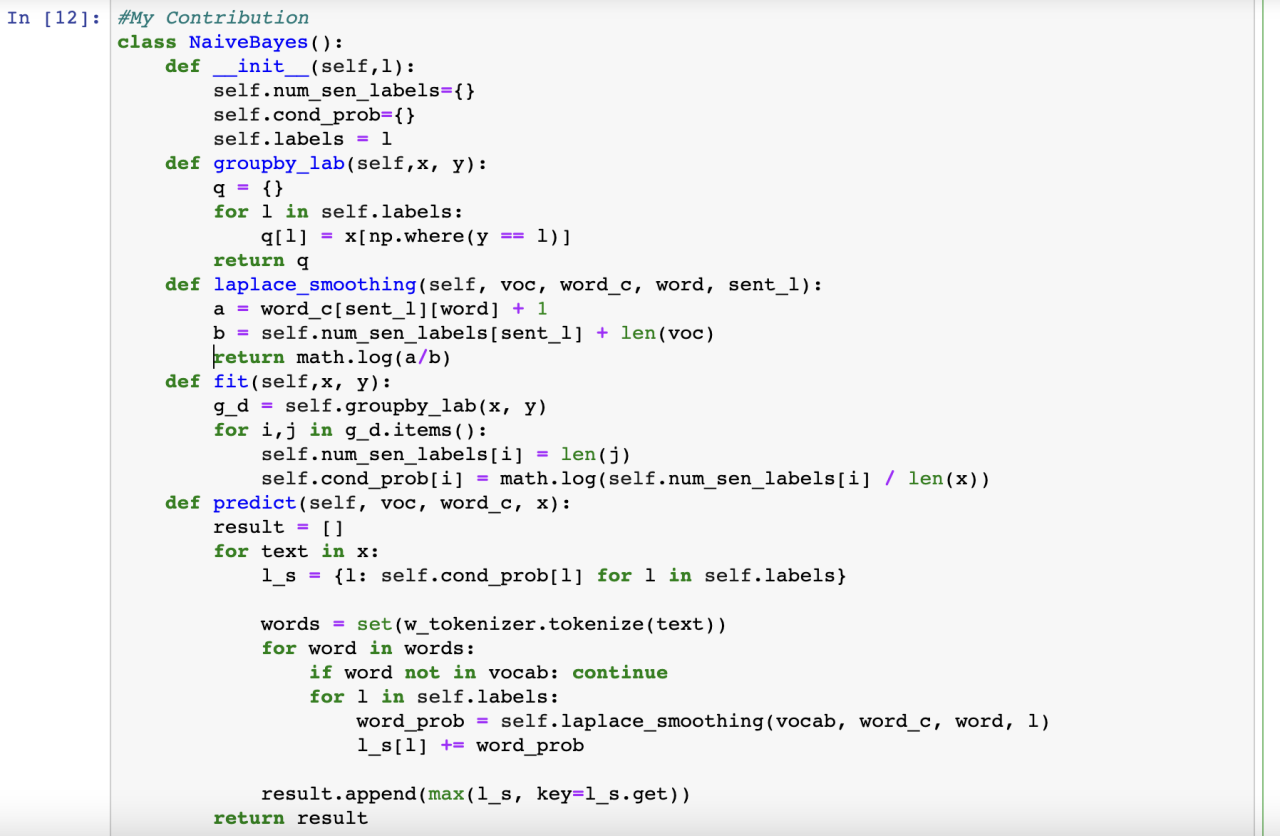 In [12]: #My Contribution
class NaiveBayes():
    def __init__(self,l):
        self.num_sen_labels={}
        self.cond_prob={}
        self.labels = l
    def groupby_lab(self,x, y):
        q = {}
        for l in self.labels:
            q[l] = x[np.where(y == l)]
        return q
    def laplace_smoothing(self, voc, word_c, word, sent_l):
        a = word_c[sent_l][word] + 1
        b = self.num_sen_labels[sent_l] + len(voc)
        return math.log(a/b)
    def fit(self,x, y):
        g_d = self.groupby_lab(x, y)
        for i,j in g_d.items():
            self.num_sen_labels[i] = len(j)
            self.cond_prob[i] = math.log(self.num_sen_labels[i] / len(x))
    def predict(self, voc, word_c, x):
        result = []
        for text in x:
            l_s = {l: self.cond_prob[l] for l in self.labels}
            words = set(w_tokenizer.tokenize(text))
            for word in words:
                if word not in vocab: continue
                for l in self.labels:
                    word_prob = self.laplace_smoothing(vocab, word_c, word, l)
                    l_s[l] += word_prob
            result.append(max(l_s, key=l_s.get))
        return result